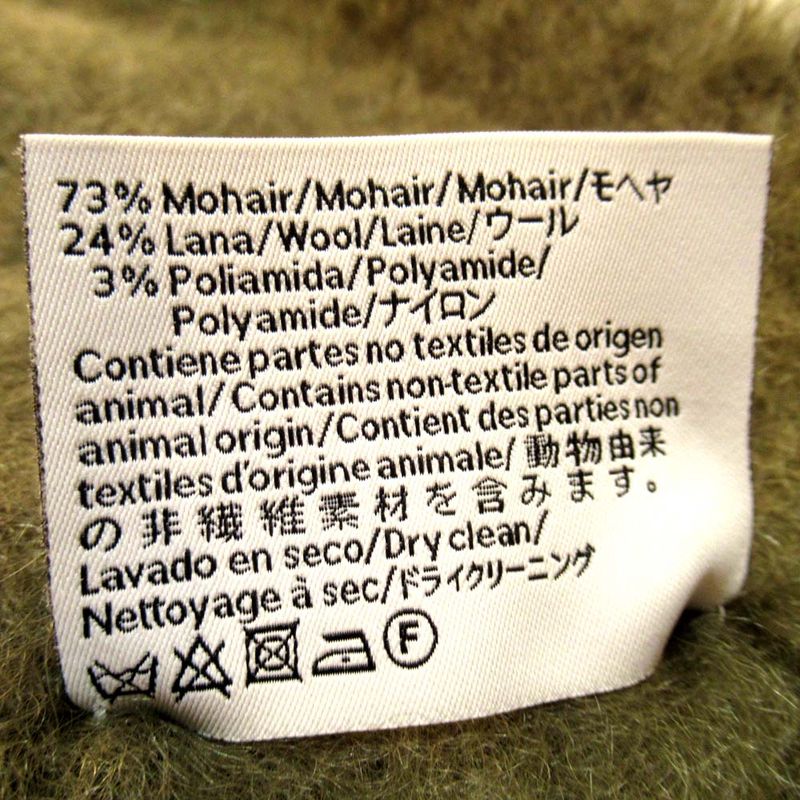 73% Mohair/Mohair/Mohair/モヘヤ
24% Lana/Wool/Laine/ウール
3% Poliamida/Polyamide/
Polyamide/ナイロン
Contiene partes no textiles de origen
animal/Contains non-textile parts of
animal origin/Contient des parties non
textiles d'origine animale/動物由来
の非繊維素材を含みます。
Lavado en seco/Dry clean/
Nettoyage à sec/ドライクリーニング
F